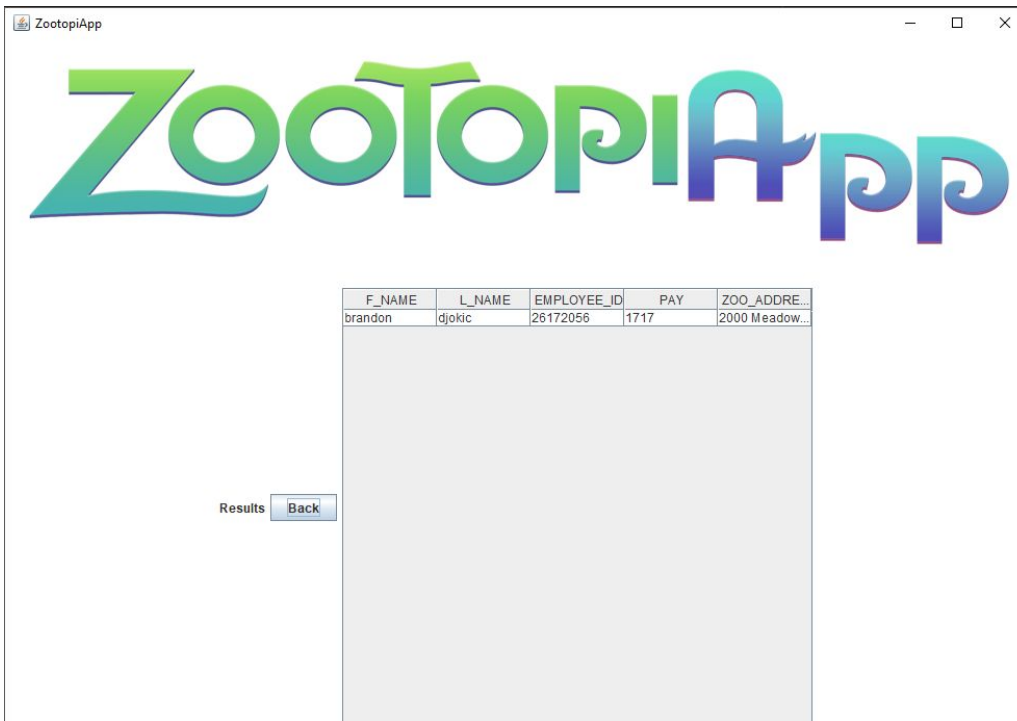 ZootopiApp
ZooTopiApp
F_NAME L_NAME EMPLOYEE_ID PAY ZOO_ADDRE...
brandon djokic 26172056 1717 2000 Meadow...
Results Back